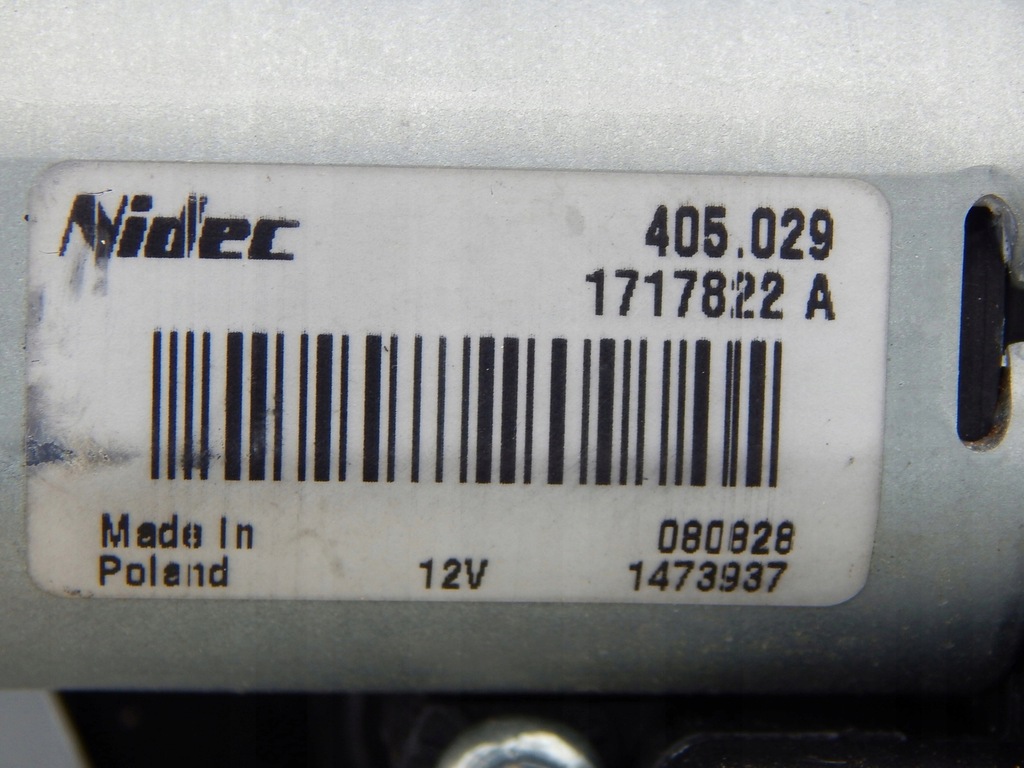 Nidec
405.029
1717822 A
Made In
080828
Poland
12V
1473937